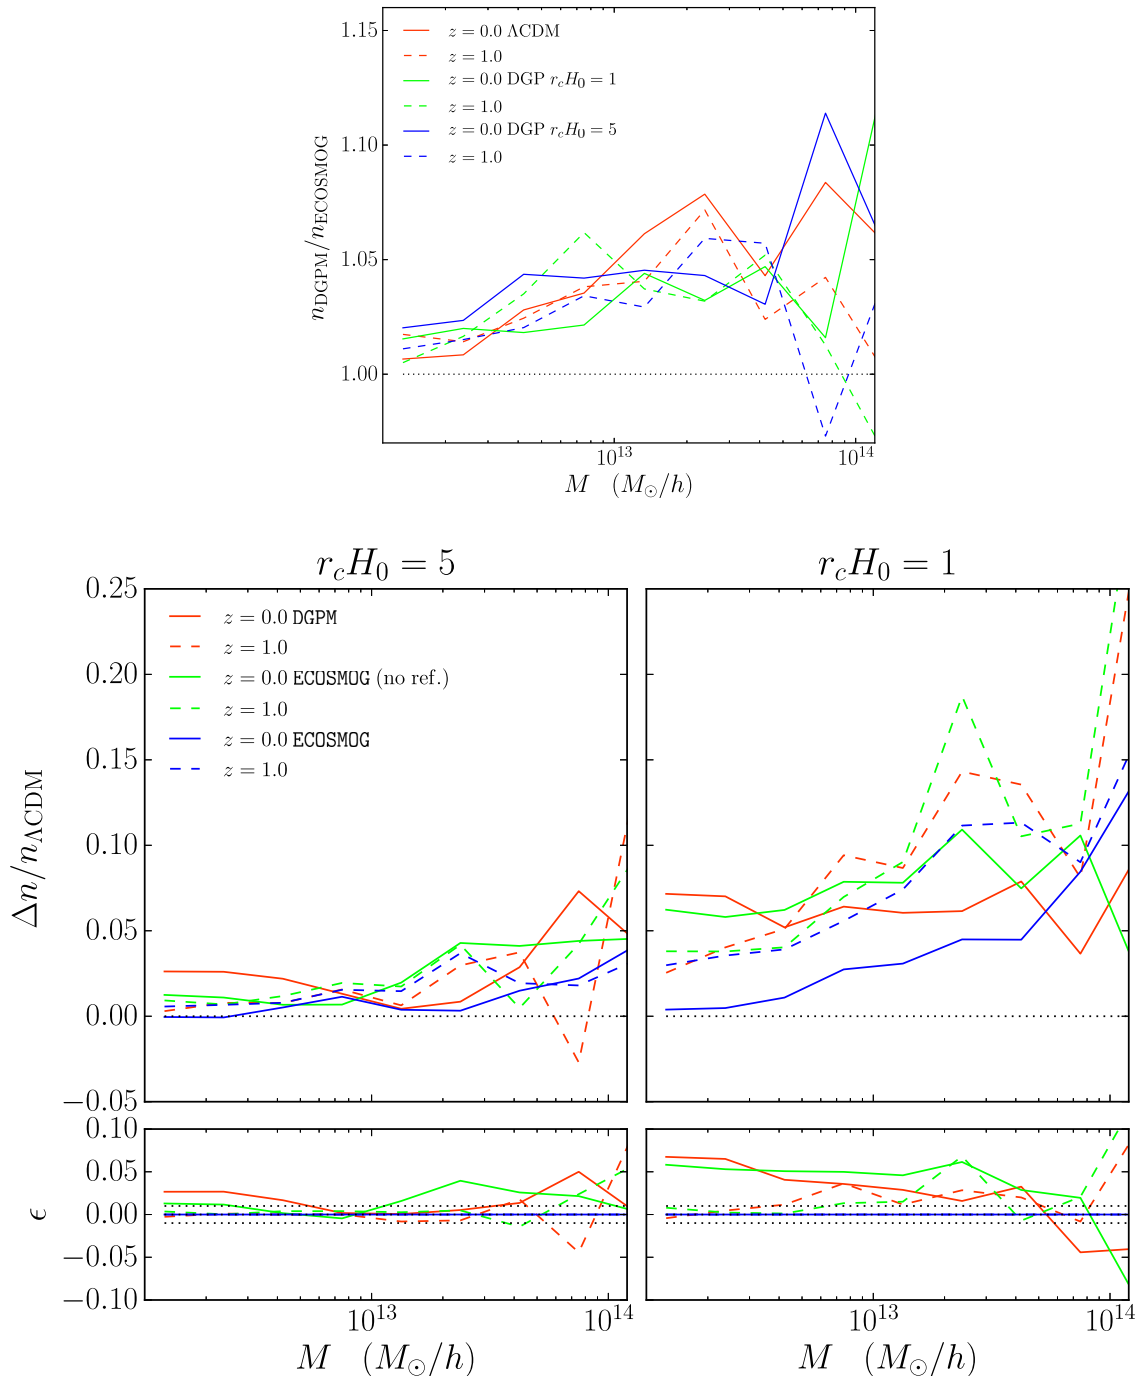 1.15
1.10
1.05
1.00
n_DGPM/n_ECOSMOG
z = 0.0 ΛCDM
z = 1.0
z = 0.0 DGP r_cH_0 = 1
z = 1.0
z = 0.0 DGP r_cH_0 = 5
z = 1.0
10^13 10^14
M (M_⊙/h)
r_cH_0 = 5 r_cH_0 = 1
0.25
0.20
0.15
0.10
0.05
0.00
−0.05
Δn/n_ΛCDM
z = 0.0 DGPM
z = 1.0
z = 0.0 ECOSMOG (no ref.)
z = 1.0
z = 0.0 ECOSMOG
z = 1.0
0.10
0.05
0.00
−0.05
−0.10
ϵ
10^13 10^14 10^13 10^14
M (M_⊙/h) M (M_⊙/h)